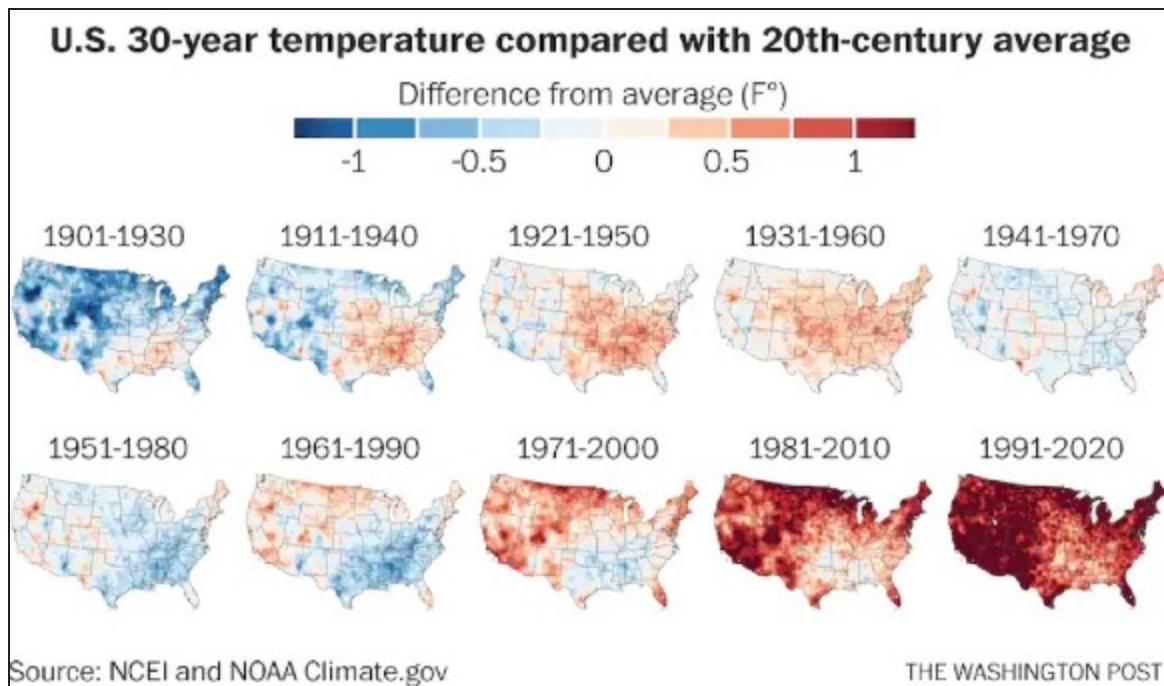 U.S. 30-year temperature compared with 20th-century average
Difference from average (F°)
-1 -0.5 0 0.5 1
1901-1930 1911-1940 1921-1950 1931-1960 1941-1970
1951-1980 1961-1990 1971-2000 1981-2010 1991-2020
Source: NCEI and NOAA Climate.gov THE WASHINGTON POST